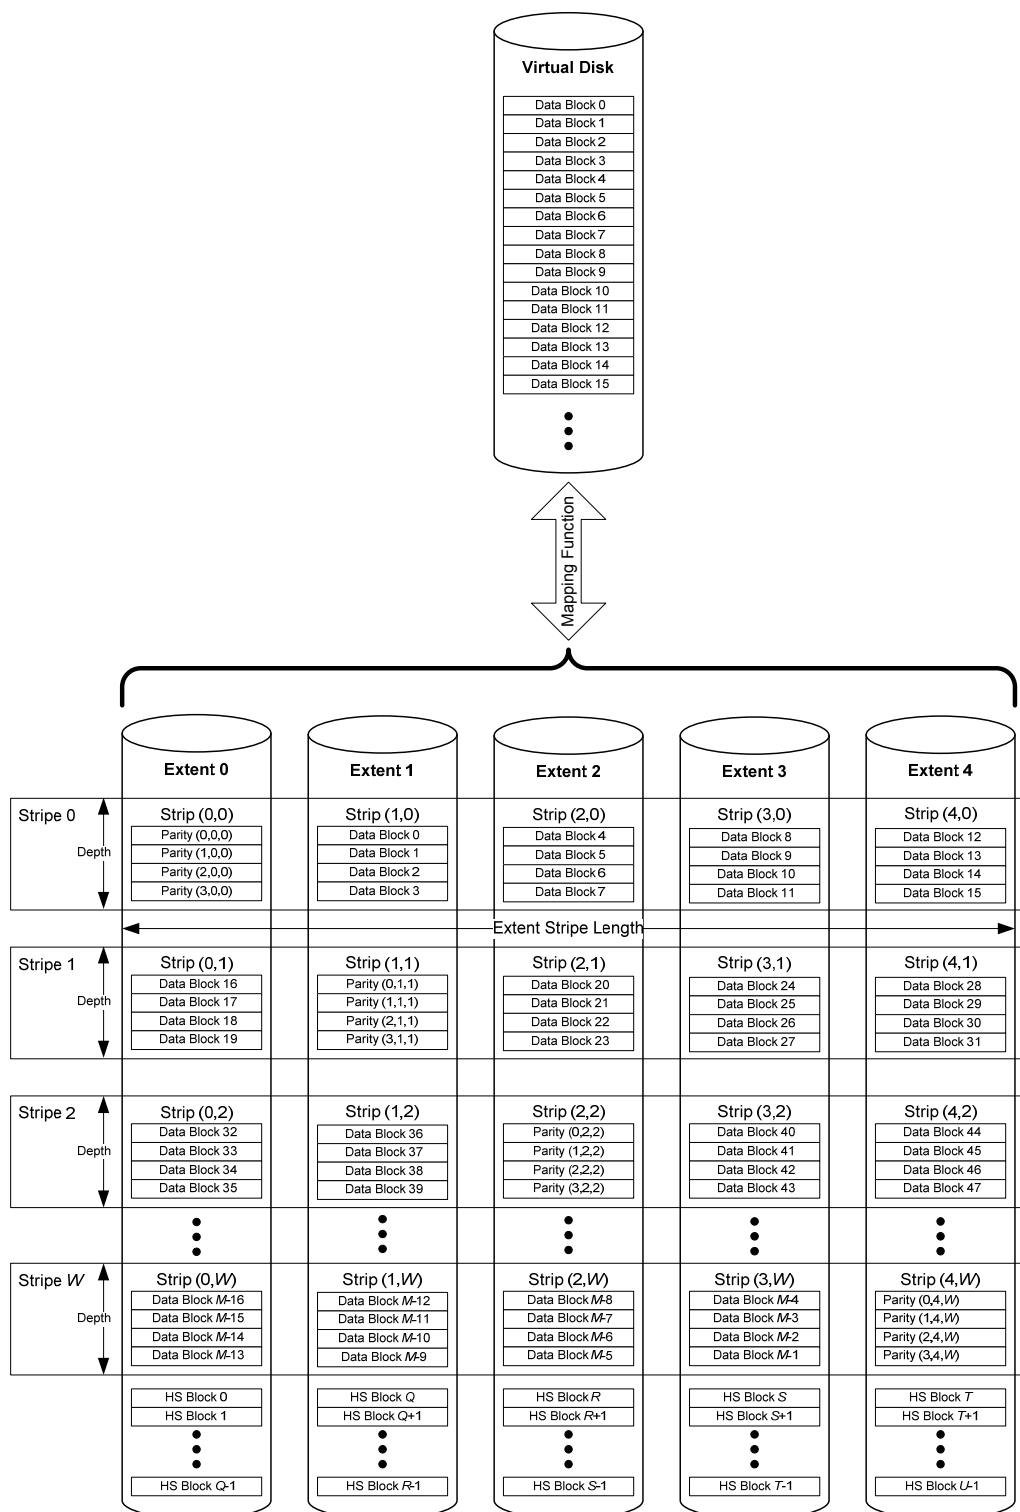 Virtual Disk
Data Block 0
Data Block 1
Data Block 2
Data Block 3
Data Block 4
Data Block 5
Data Block 6
Data Block 7
Data Block 8
Data Block 9
Data Block 10
Data Block 11
Data Block 12
Data Block 13
Data Block 14
Data Block 15
Mapping Function
Extent 0
Extent 1
Extent 2
Extent 3
Extent 4
Stripe 0
Depth
Strip (0,0)
Parity (0,0,0)
Parity (1,0,0)
Parity (2,0,0)
Parity (3,0,0)
Strip (1,0)
Data Block 0
Data Block 1
Data Block 2
Data Block 3
Strip (2,0)
Data Block 4
Data Block 5
Data Block 6
Data Block 7
Strip (3,0)
Data Block 8
Data Block 9
Data Block 10
Data Block 11
Strip (4,0)
Data Block 12
Data Block 13
Data Block 14
Data Block 15
Extent Stripe Length
Stripe 1
Depth
Strip (0,1)
Data Block 16
Data Block 17
Data Block 18
Data Block 19
Strip (1,1)
Parity (0,1,1)
Parity (1,1,1)
Parity (2,1,1)
Parity (3,1,1)
Strip (2,1)
Data Block 20
Data Block 21
Data Block 22
Data Block 23
Strip (3,1)
Data Block 24
Data Block 25
Data Block 26
Data Block 27
Strip (4,1)
Data Block 28
Data Block 29
Data Block 30
Data Block 31
Stripe 2
Depth
Strip (0,2)
Data Block 32
Data Block 33
Data Block 34
Data Block 35
Strip (1,2)
Data Block 36
Data Block 37
Data Block 38
Data Block 39
Strip (2,2)
Parity (0,2,2)
Parity (1,2,2)
Parity (2,2,2)
Parity (3,2,2)
Strip (3,2)
Data Block 40
Data Block 41
Data Block 42
Data Block 43
Strip (4,2)
Data Block 44
Data Block 45
Data Block 46
Data Block 47
Stripe W
Depth
Strip (0,W)
Data Block M-16
Data Block M-15
Data Block M-14
Data Block M-13
Strip (1,W)
Data Block M-12
Data Block M-11
Data Block M-10
Data Block M-9
Strip (2,W)
Data Block M-8
Data Block M-7
Data Block M-6
Data Block M-5
Strip (3,W)
Data Block M-4
Data Block M-3
Data Block M-2
Data Block M-1
Strip (4,W)
Parity (0,4,W)
Parity (1,4,W)
Parity (2,4,W)
Parity (3,4,W)
HS Block 0
HS Block 1
HS Block Q-1
HS Block Q
HS Block Q+1
HS Block R-1
HS Block R
HS Block R+1
HS Block S-1
HS Block S
HS Block S+1
HS Block T-1
HS Block T
HS Block T+1
HS Block U-1